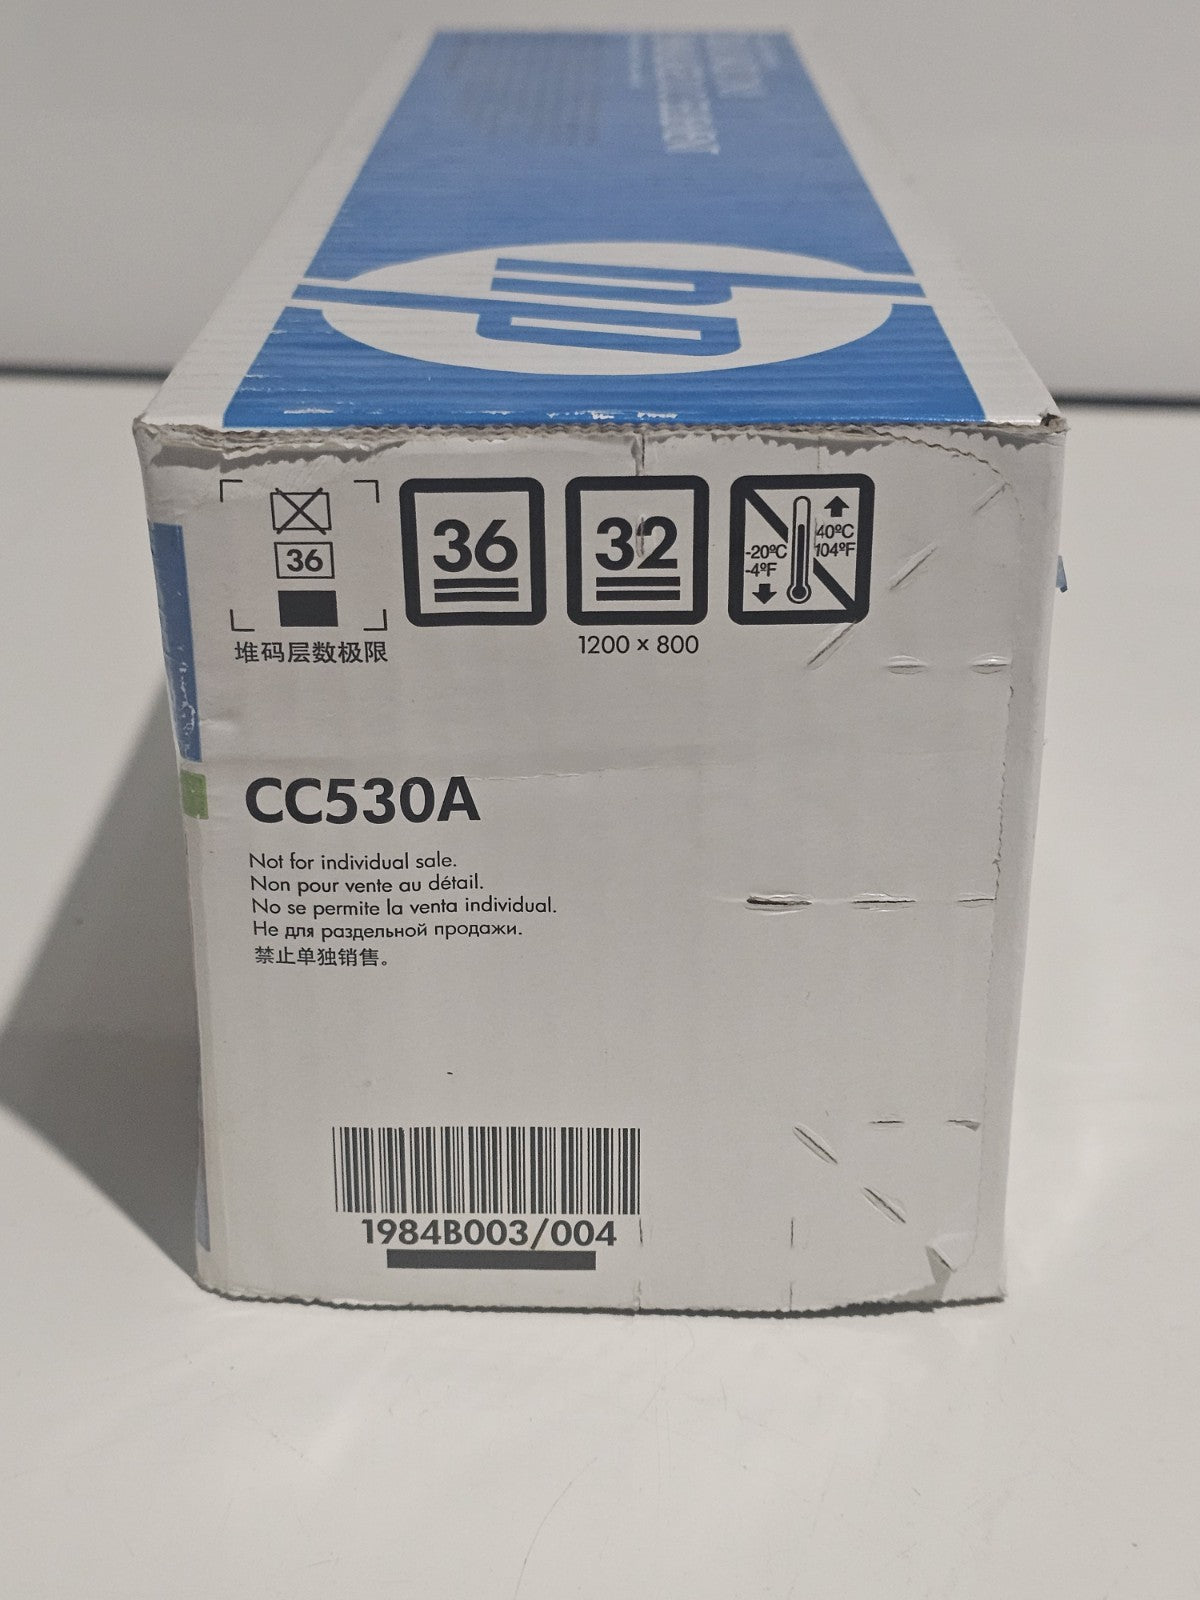 hp
36
堆码层数极限
36
32
1200 x 800
-20ºC
-4ºF
40ºC
104ºF
CC530A
Not for individual sale.
Non pour vente au détail.
No se permite la venta individual.
Не для раздельной продажи.
禁止单独销售。
1984B003/004